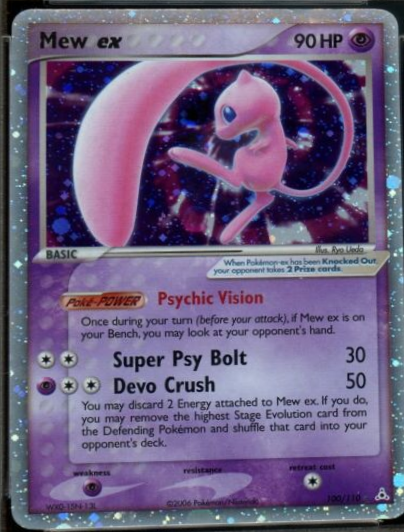 Mew ex
90 HP
BASIC
Illus. Ryo Ueda
When Pokémon-ex has been Knocked Out,
your opponent takes 2 Prize cards.
Poké-POWER Psychic Vision
Once during your turn (before your attack), if Mew ex is on
your Bench, you may look at your opponent's hand.
Super Psy Bolt 30
Devo Crush 50
You may discard 2 Energy attached to Mew ex. If you do,
you may remove the highest Stage Evolution card from
the Defending Pokémon and shuffle that card into your
opponent's deck.
weakness resistance retreat cost
©2006 Pokémon/Nintendo 100/110